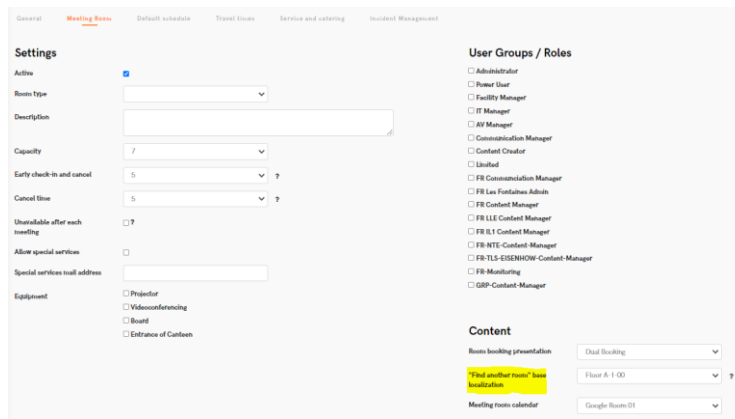 General Meeting Room Default schedule Travel times Service and catering Incident Management
Settings
Active
Room type
Description
Capacity 7
Early check-in and cancel 5 ?
Cancel time 5 ?
Unavailable after each
meeting
?
Allow special services
Special services mail address
Equipment
Projector
Videoconferencing
Board
Entrance of Canteen
User Groups / Roles
Administrator
Power User
Facility Manager
IT Manager
AV Manager
Communication Manager
Content Creator
Limited
FR Communciation Manager
FR Les Fontaines Admin
FR Content Manager
FR LLE Content Manager
FR IL1 Content Manager
FR-NTE-Content-Manager
FR-TLS-EISENHOW-Content-Manager
FR-Monitoring
GRP-Content-Manager
Content
Room booking presentation Dual Booking
"Find another room" base
localization
Floor A-1-00 ?
Meeting room calendar Google Room 01